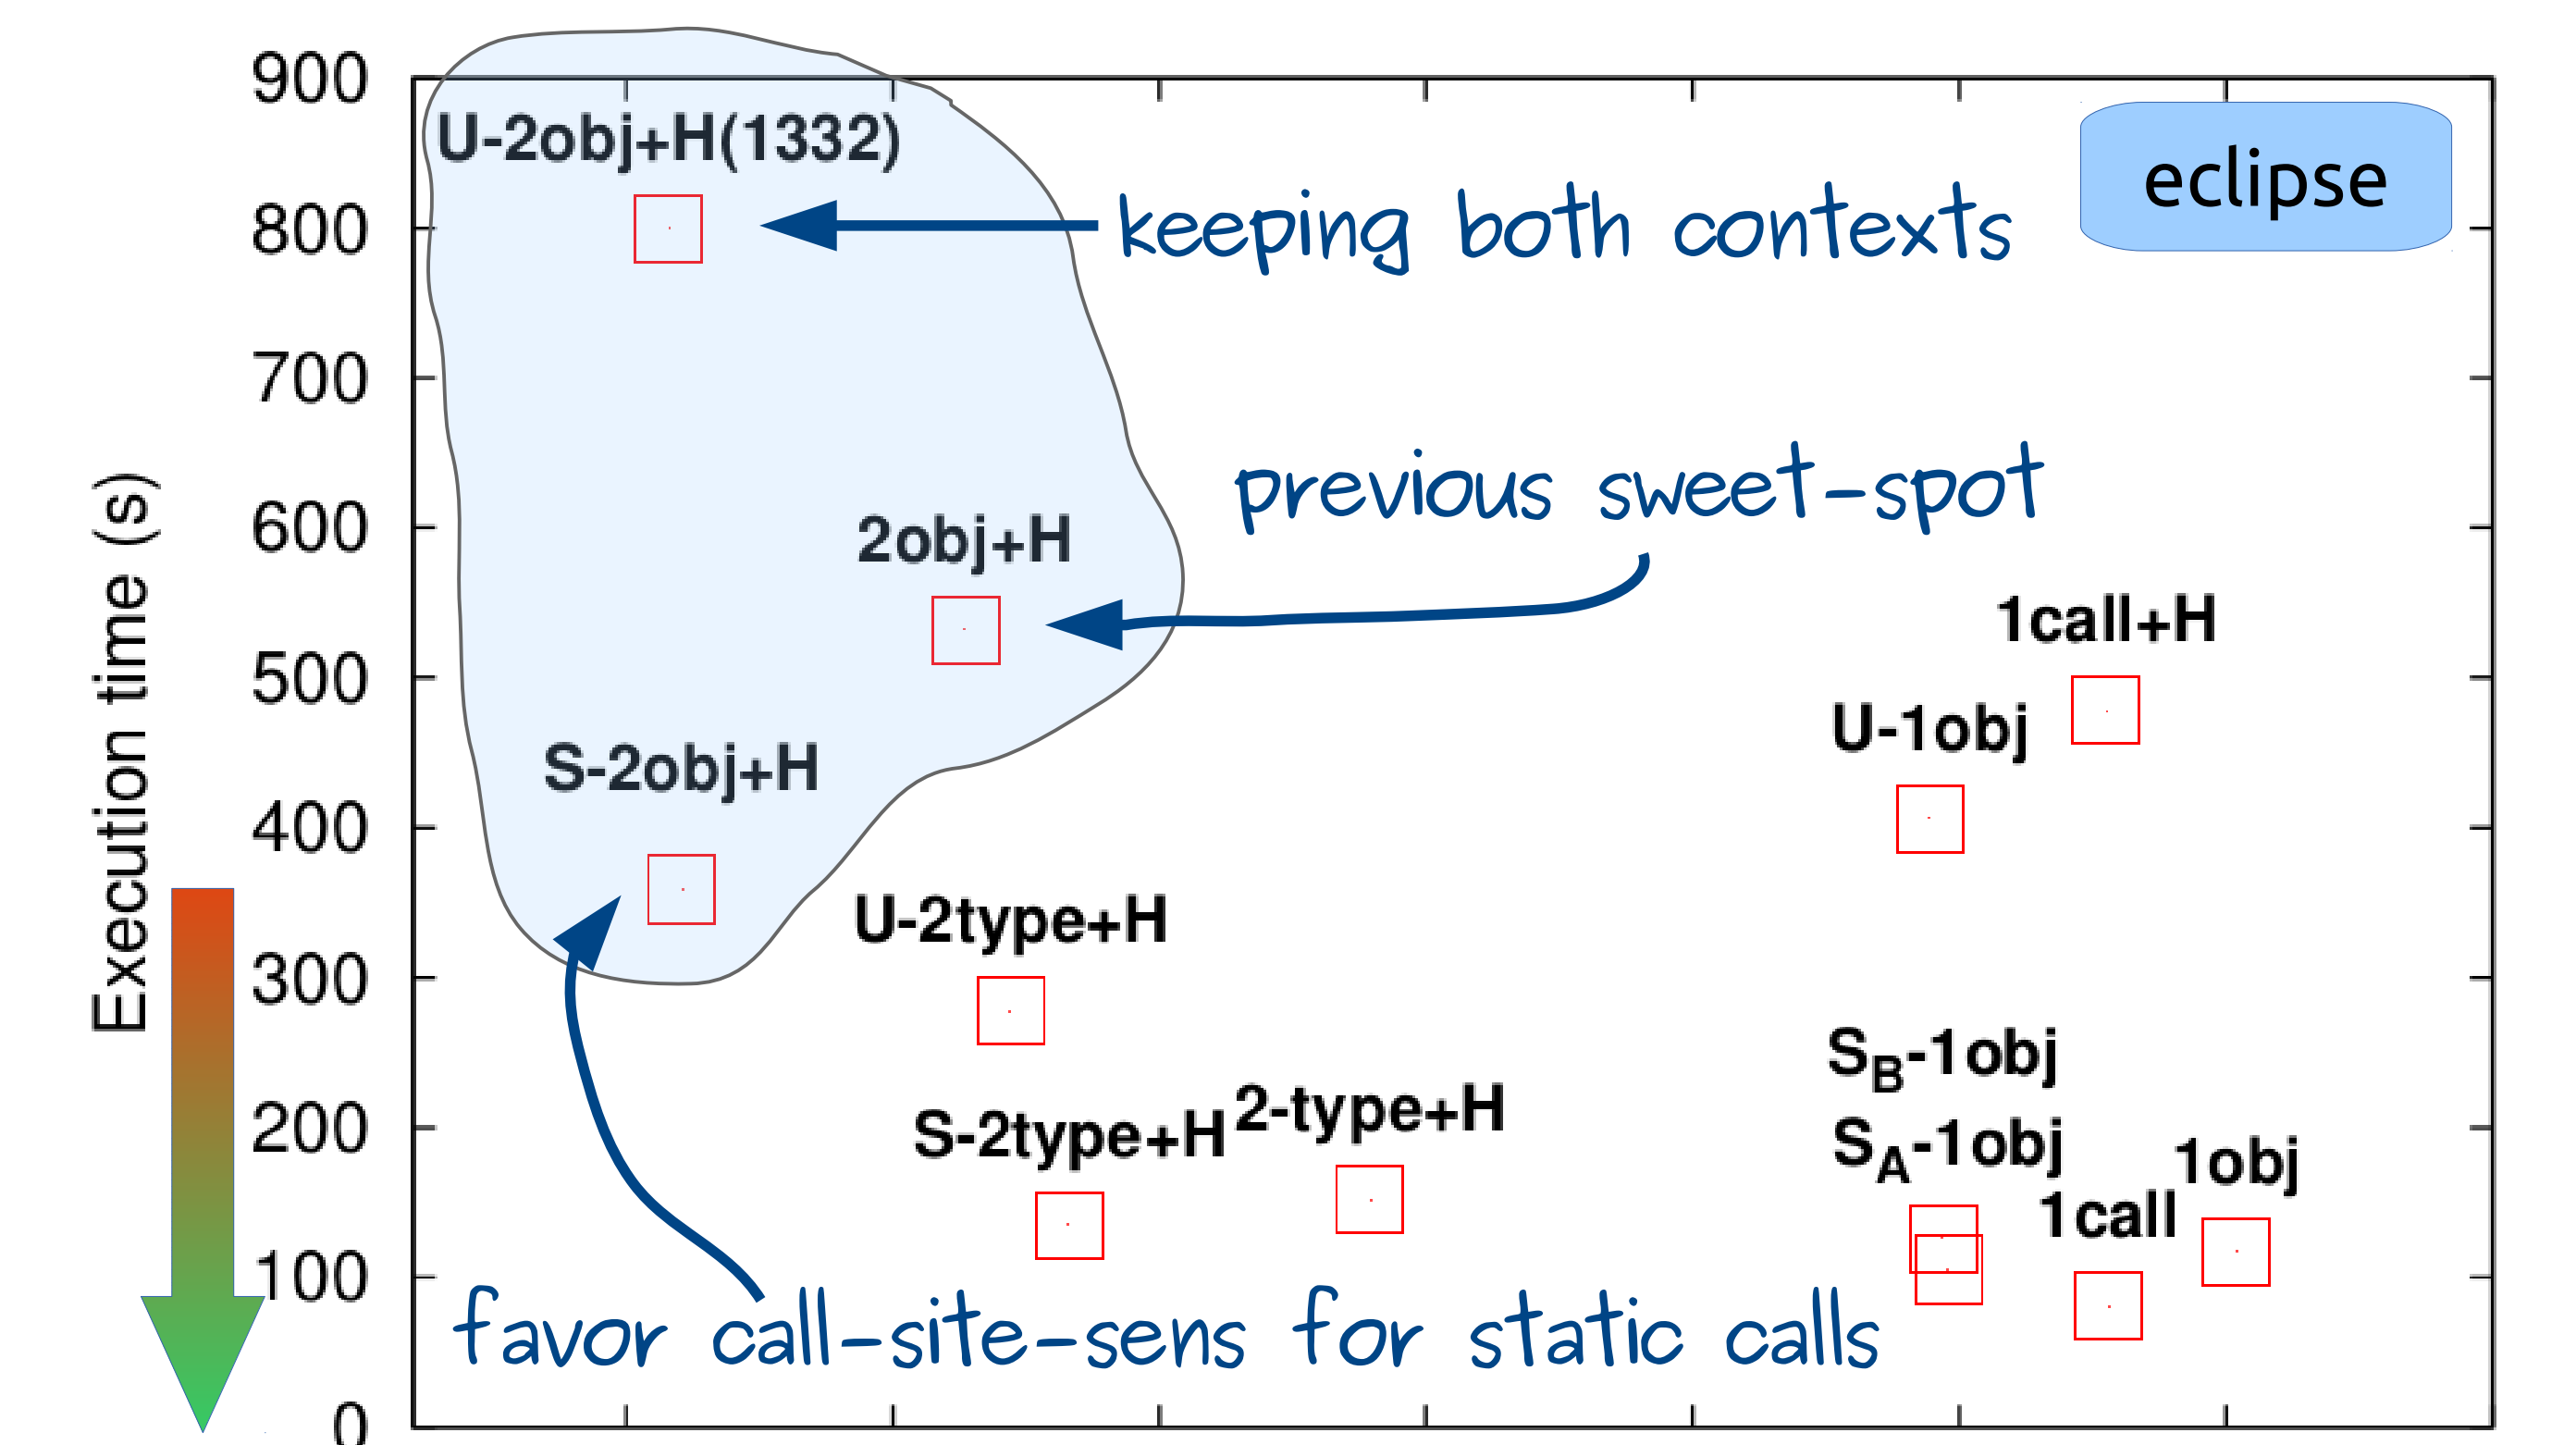 900
U-2obj+H(1332)
eclipse
800
keeping both contexts
700
previous sweet-spot
600
2obj+H
1call+H
500
U-1obj
S-2obj+H
400
Execution time (s)
U-2type+H
300
S_B-1obj
200
S-2type+H
2-type+H
S_A-1obj
1obj
1call
100
favor call-site-sens for static calls
0